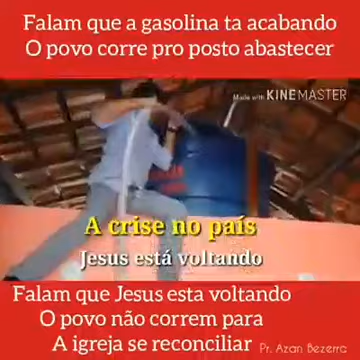 Falam que a gasolina ta acabando
O povo corre pro posto abastecer
Made with KINEMASTER
A crise no país
Jesus está voltando
Falam que Jesus esta voltando
O povo não correm para
A igreja se reconciliar
Pr. Azan Bezerra